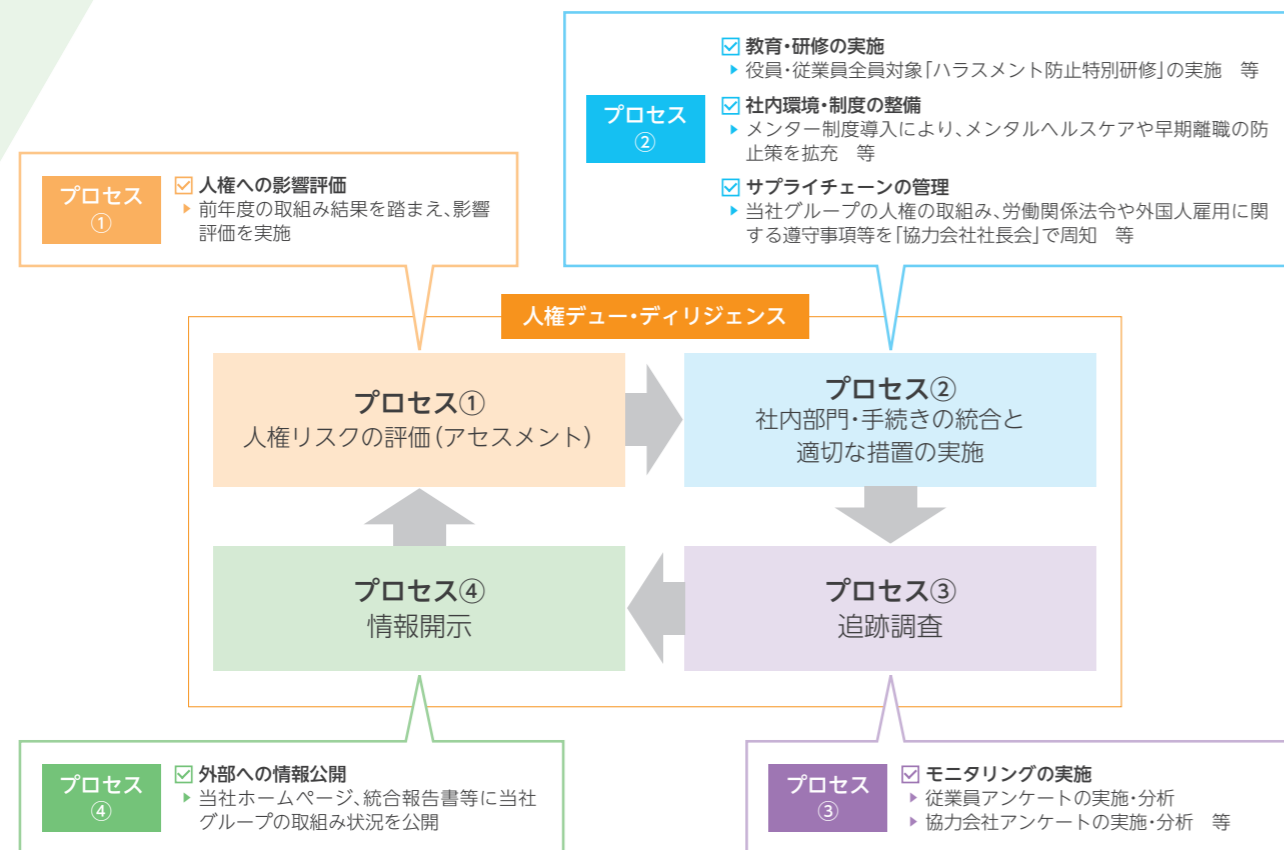 プロセス
②
☑ 教育・研修の実施
▶ 役員・従業員全員対象「ハラスメント防止特別研修」の実施　等
☑ 社内環境・制度の整備
▶ メンター制度導入により、メンタルヘルスケアや早期離職の防
止策を拡充　等
☑ サプライチェーンの管理
▶ 当社グループの人権の取組み、労働関係法令や外国人雇用に関
する遵守事項等を「協力会社社長会」で周知　等
プロセス
①
☑ 人権への影響評価
▶ 前年度の取組み結果を踏まえ、影響
評価を実施
人権デュー・ディリジェンス
プロセス①
人権リスクの評価（アセスメント）
プロセス②
社内部門・手続きの統合と
適切な措置の実施
プロセス④
情報開示
プロセス③
追跡調査
プロセス
④
☑ 外部への情報公開
▶ 当社ホームページ、統合報告書等に当社
グループの取組み状況を公開
プロセス
③
☑ モニタリングの実施
▶ 従業員アンケートの実施・分析
▶ 協力会社アンケートの実施・分析　等